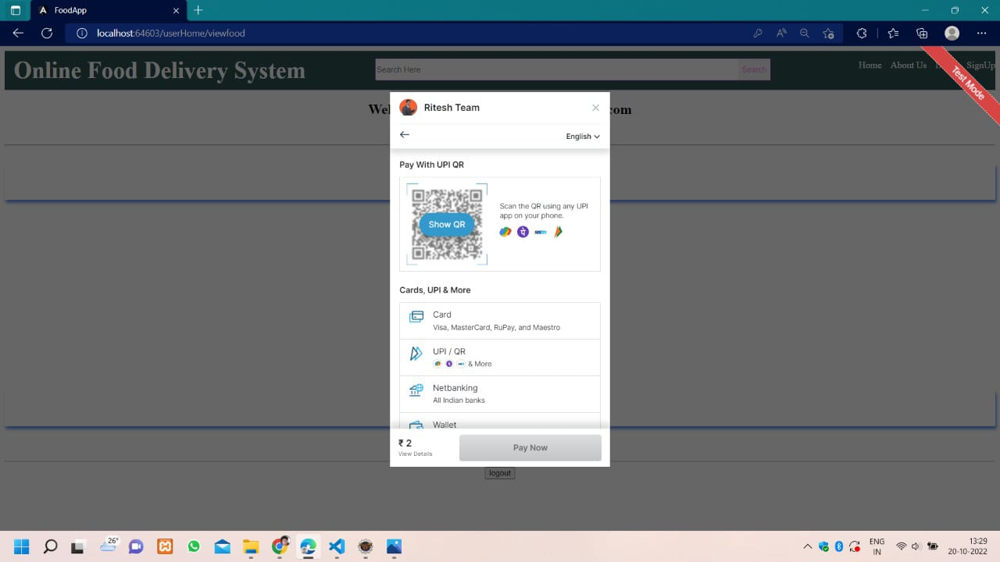 FoodApp
localhost:64603/userHome/viewfood
Online Food Delivery System
Search Here
Search
Home About Us SignUp
Test Mode
Wel
com
Ritesh Team
English
Pay With UPI QR
Show QR
Scan the QR using any UPI
app on your phone.
Cards, UPI & More
Card
Visa, MasterCard, RuPay, and Maestro
UPI / QR
& More
Netbanking
All Indian banks
Wallet
₹ 2
View Details
Pay Now
logout
26°
ENG
IN
13:29
20-10-2022